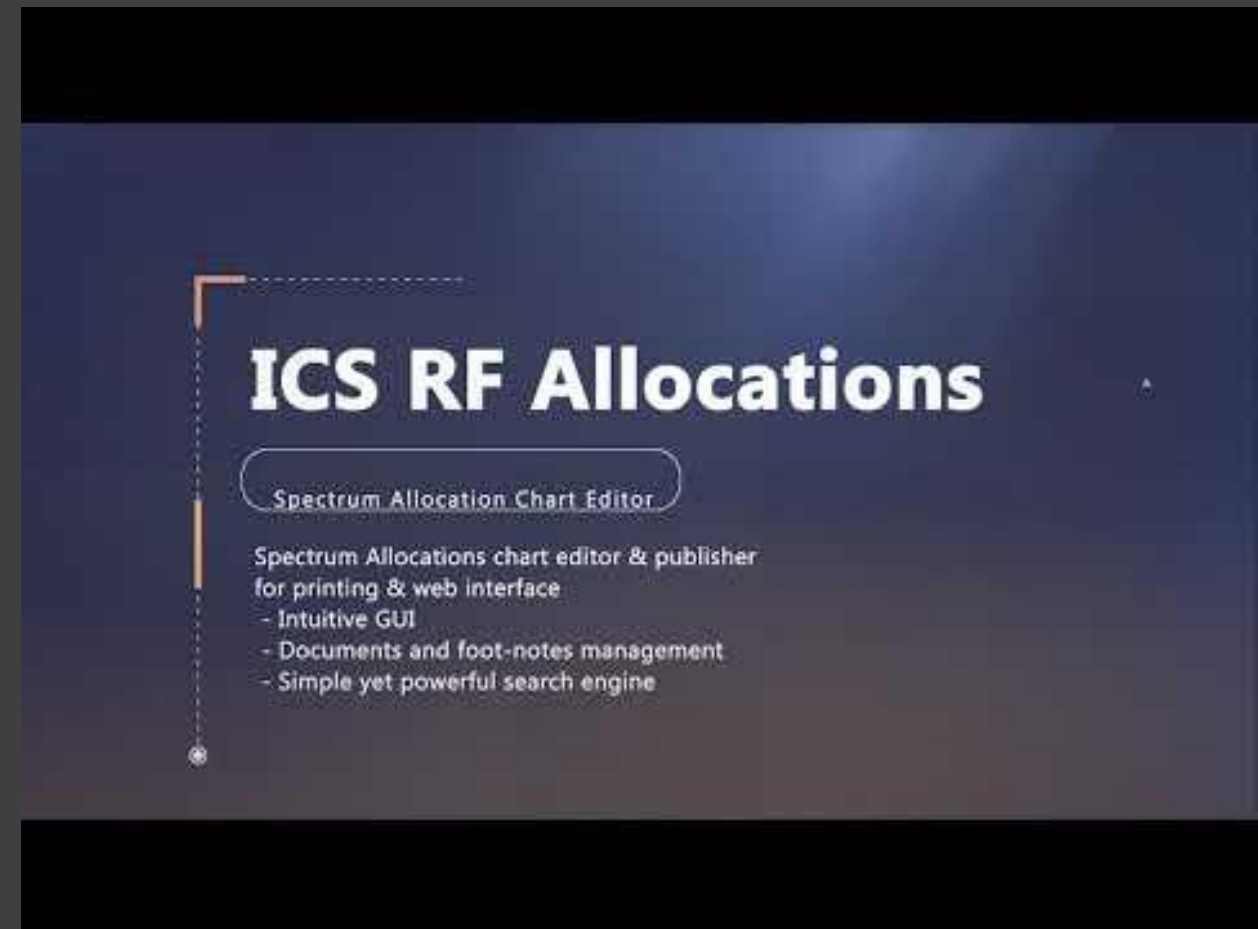 ICS RF Allocations
Spectrum Allocation Chart Editor
Spectrum Allocations chart editor & publisher
for printing & web interface
- Intuitive GUI
- Documents and foot-notes management
- Simple yet powerful search engine